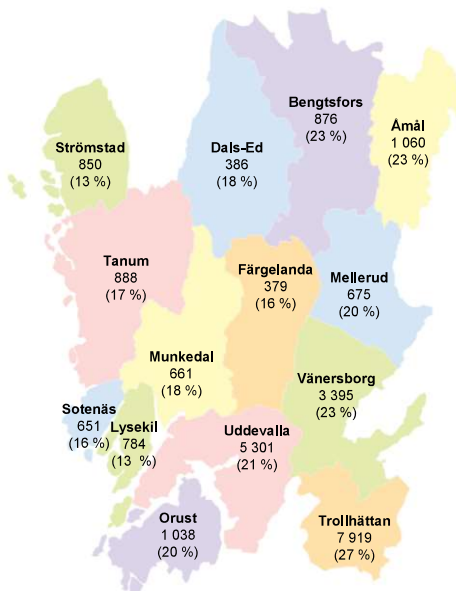 Bengtsfors
876
(23 %)
Åmål
1 060
(23 %)
Strömstad
850
(13 %)
Dals-Ed
386
(18 %)
Tanum
888
(17 %)
Färgelanda
379
(16 %)
Mellerud
675
(20 %)
Munkedal
661
(18 %)
Vänersborg
3 395
(23 %)
Sotenäs
651
(16 %)
Lysekil
784
(13 %)
Uddevalla
5 301
(21 %)
Orust
1 038
(20 %)
Trollhättan
7 919
(27 %)